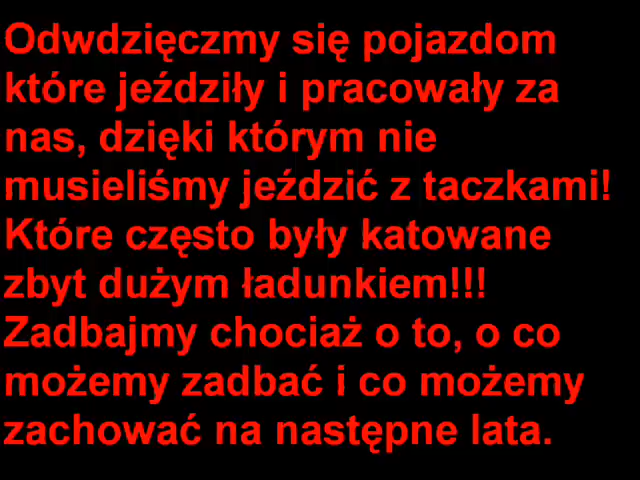 Odwdzięczmy się pojazdom
które jeździły i pracowały za
nas, dzięki którym nie
musieliśmy jeździć z taczkami!
Które często były katowane
zbyt dużym ładunkiem!!!
Zadbajmy chociaż o to, o co
możemy zadbać i co możemy
zachować na następne lata.